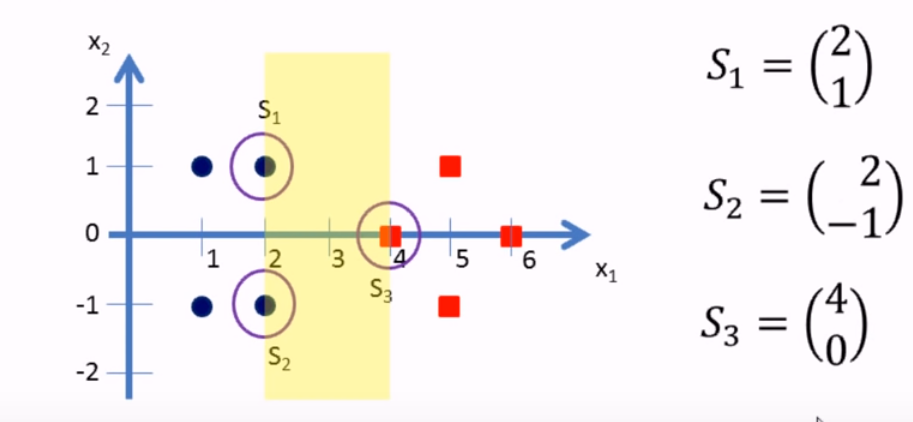 x₂
2
S₁
1
0
1 2 3 4 5 6
x₁
S₃
-1
S₂
-2
S₁ = (2 1)
S₂ = (2 −1)
S₃ = (4 0)